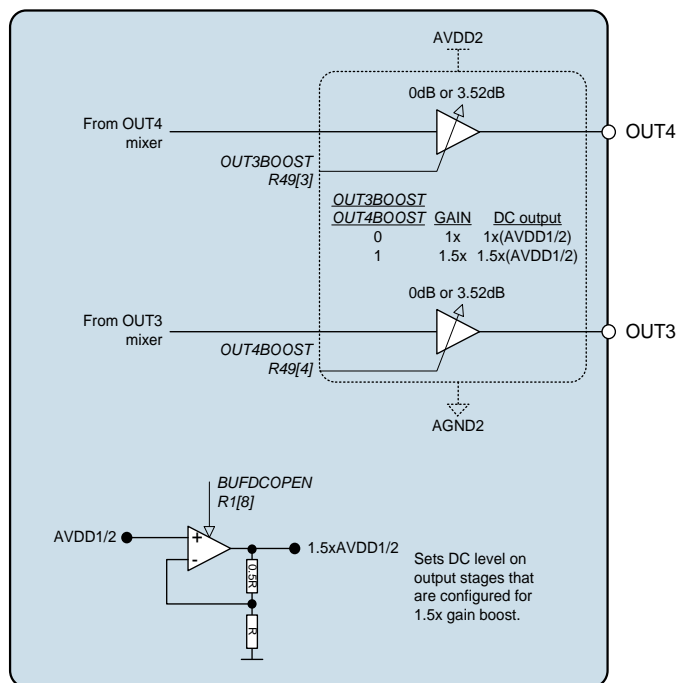 AVDD2
0dB or 3.52dB
From OUT4
mixer
OUT4
OUT3BOOST
R49[3]
OUT3BOOST
OUT4BOOST GAIN DC output
0 1x 1x(AVDD1/2)
1 1.5x 1.5x(AVDD1/2)
0dB or 3.52dB
From OUT3
mixer
OUT3
OUT4BOOST
R49[4]
AGND2
BUFDCOPEN
R1[8]
AVDD1/2
+
-
1.5xAVDD1/2
0.5R
R
Sets DC level on
output stages that
are configured for
1.5x gain boost.